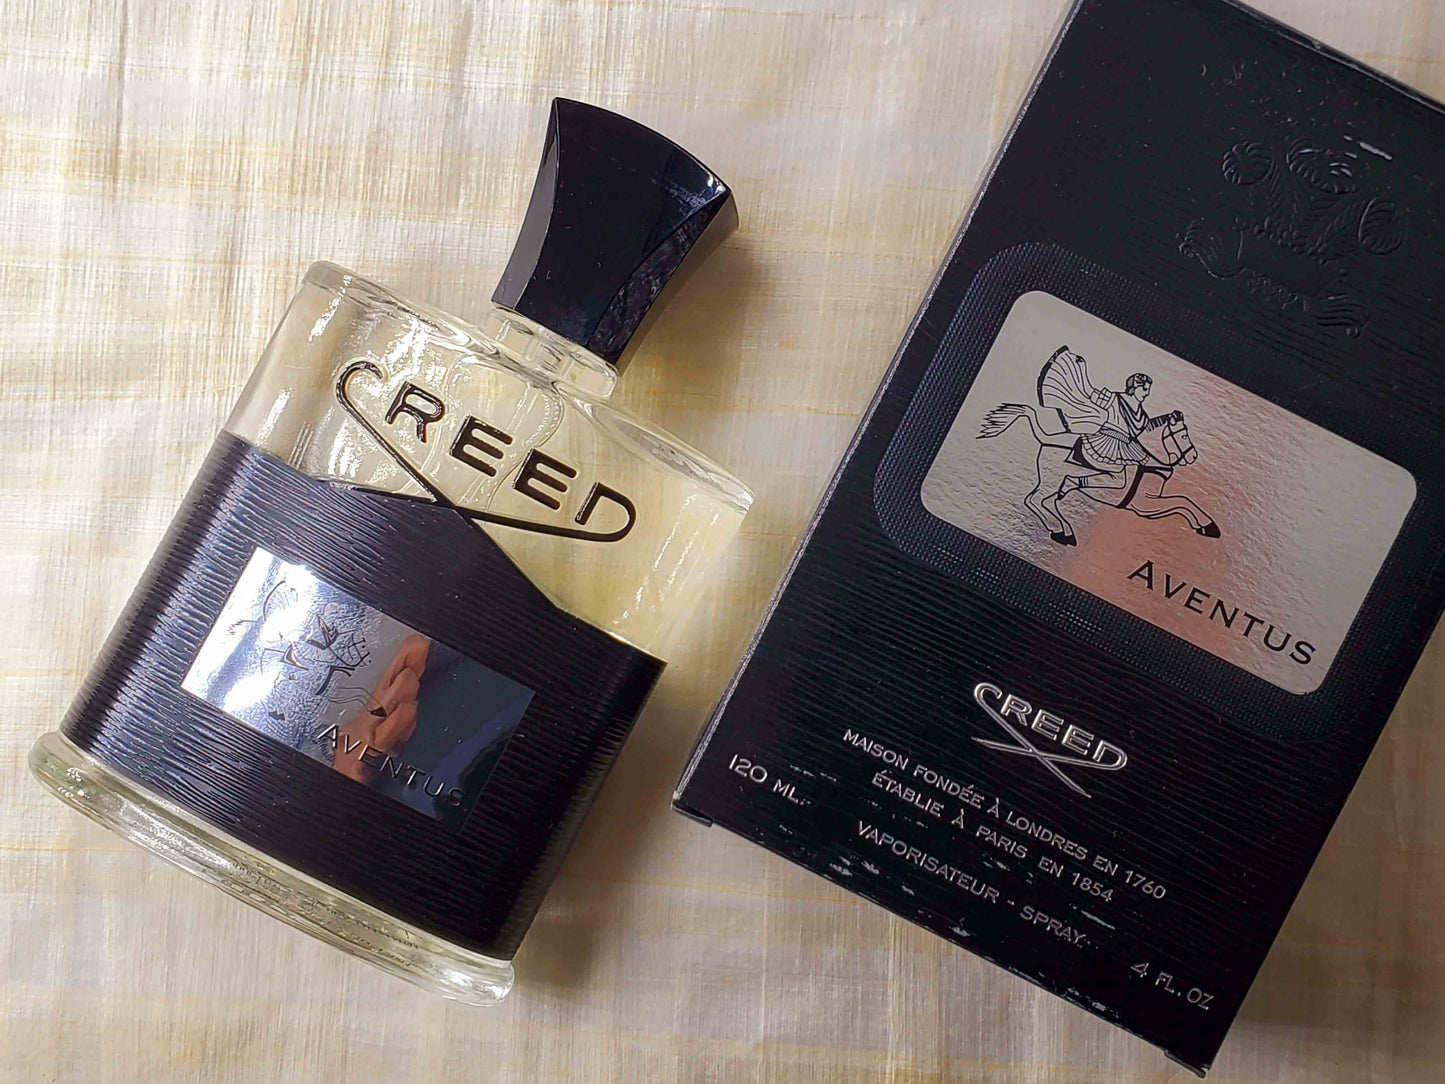 CREED
AVENTUS
AVENTUS
CREED
MAISON FONDÉE À LONDRES EN 1760
ÉTABLIE À PARIS EN 1854
120 ML.
VAPORISATEUR - SPRAY
4 FL. OZ